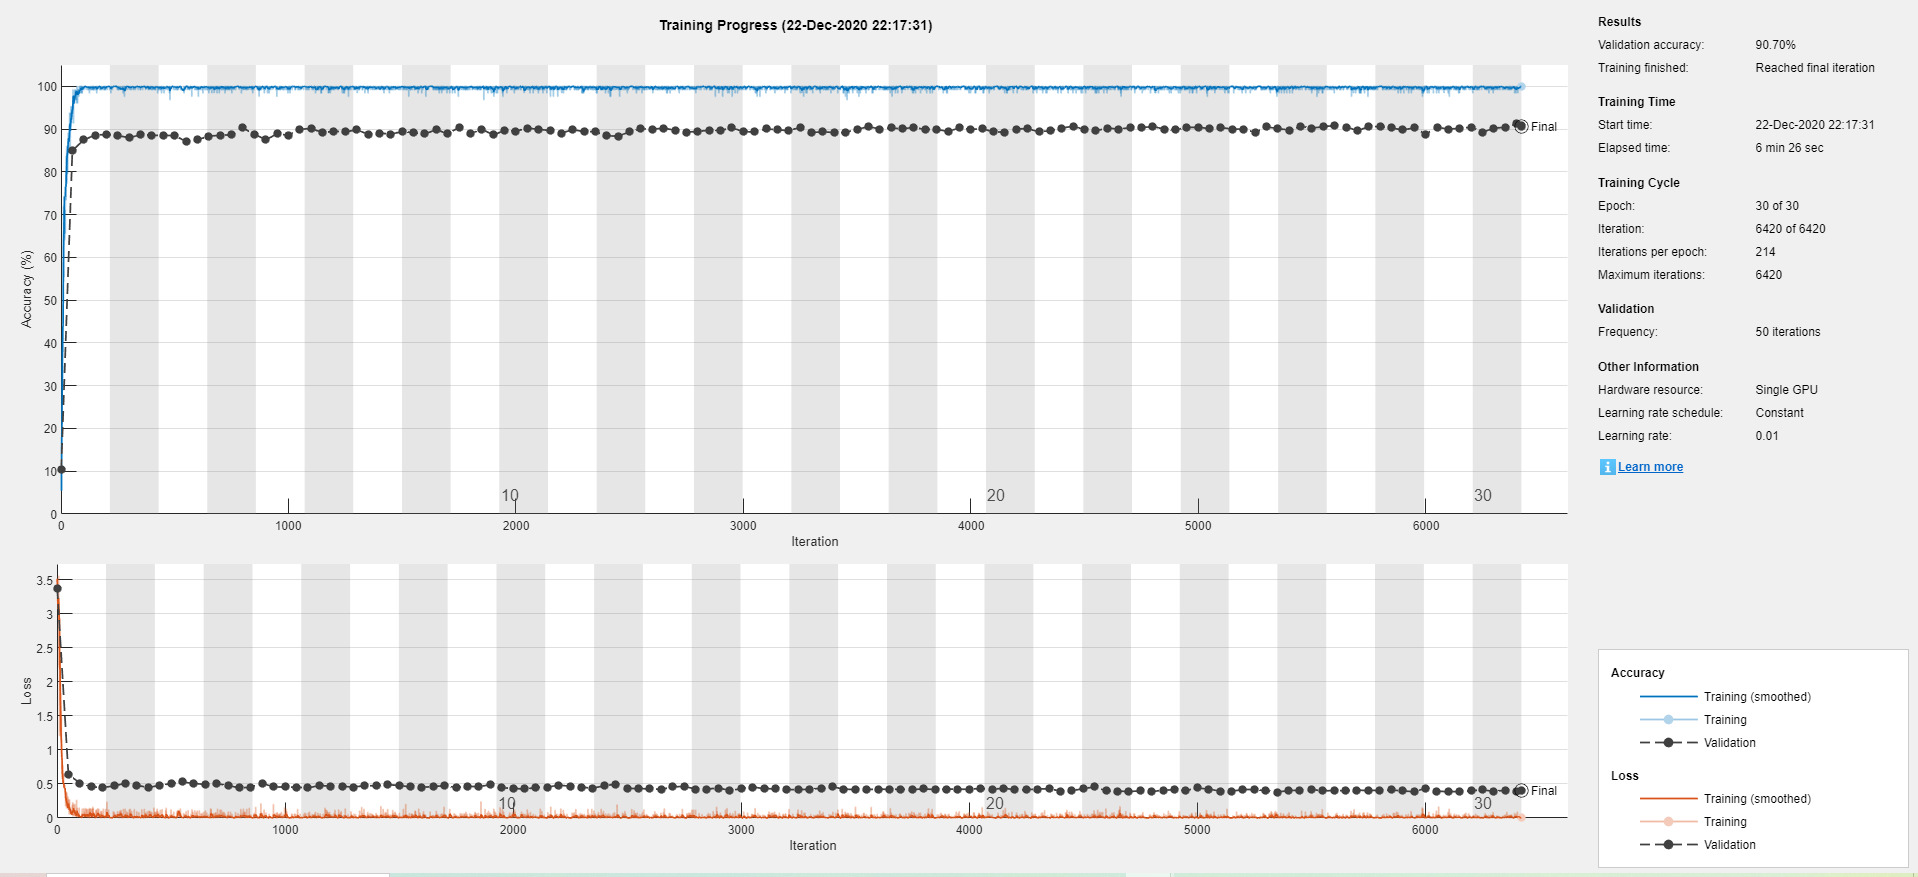 Training Progress (22-Dec-2020 22:17:31)
100
90
80
70
60
50
40
30
20
10
0
Accuracy (%)
10
20
30
Final
0
1000
2000
3000
4000
5000
6000
Iteration
3.5
3
2.5
2
1.5
1
0.5
0
Loss
10
20
30
Final
0
1000
2000
3000
4000
5000
6000
Iteration
Results
Validation accuracy: 90.70%
Training finished: Reached final iteration
Training Time
Start time: 22-Dec-2020 22:17:31
Elapsed time: 6 min 26 sec
Training Cycle
Epoch: 30 of 30
Iteration: 6420 of 6420
Iterations per epoch: 214
Maximum iterations: 6420
Validation
Frequency: 50 iterations
Other Information
Hardware resource: Single GPU
Learning rate schedule: Constant
Learning rate: 0.01
i Learn more
Accuracy
Training (smoothed)
Training
Validation
Loss
Training (smoothed)
Training
Validation